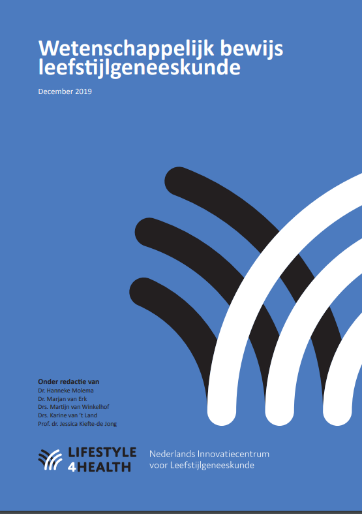 Wetenschappelijk bewijs
leefstijlgeneeskunde
December 2019
Onder redactie van
Dr. Hanneke Molema
Dr. Marjan van Erk
Drs. Martijn van Winkelhof
Drs. Karine van 't Land
Prof. dr. Jessica Kiefte-de Jong
LIFESTYLE
4HEALTH
Nederlands Innovatiecentrum
voor Leefstijlgeneeskunde